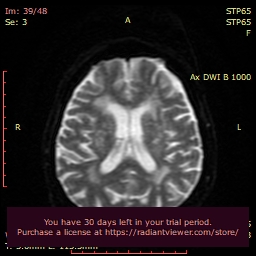 Im: 39/48
Se: 3
A
STP65
STP65
F
Ax DWI B 1000
R
L
You have 30 days left in your trial period.
Purchase a license at https://radiantviewer.com/store/